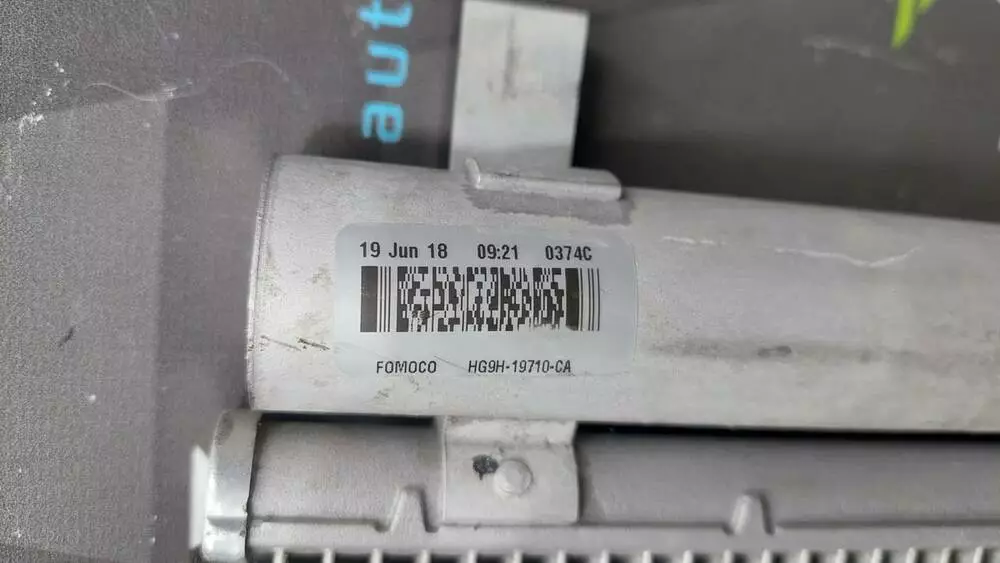 aut
19 Jun 18 09:21 0374C
FOMOCO HG9H-19710-CA